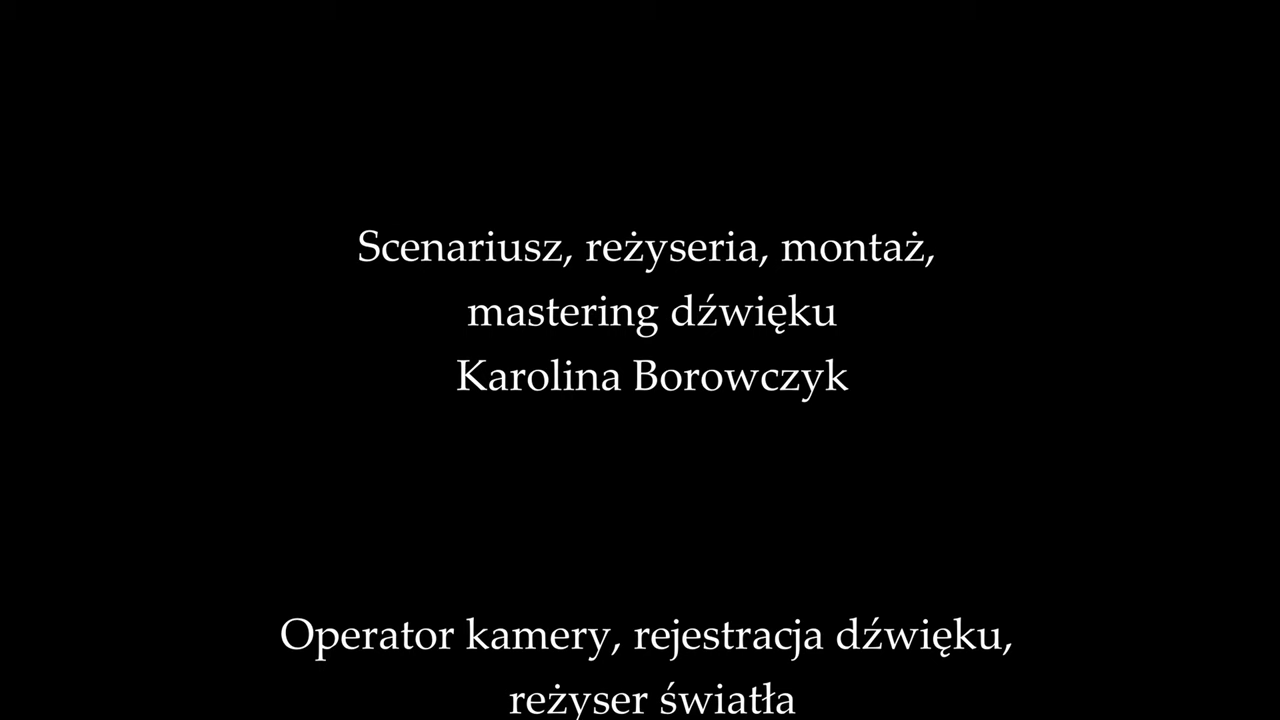 Scenariusz, reżyseria, montaż,
mastering dźwięku
Karolina Borowczyk
Operator kamery, rejestracja dźwięku,
reżyser światła